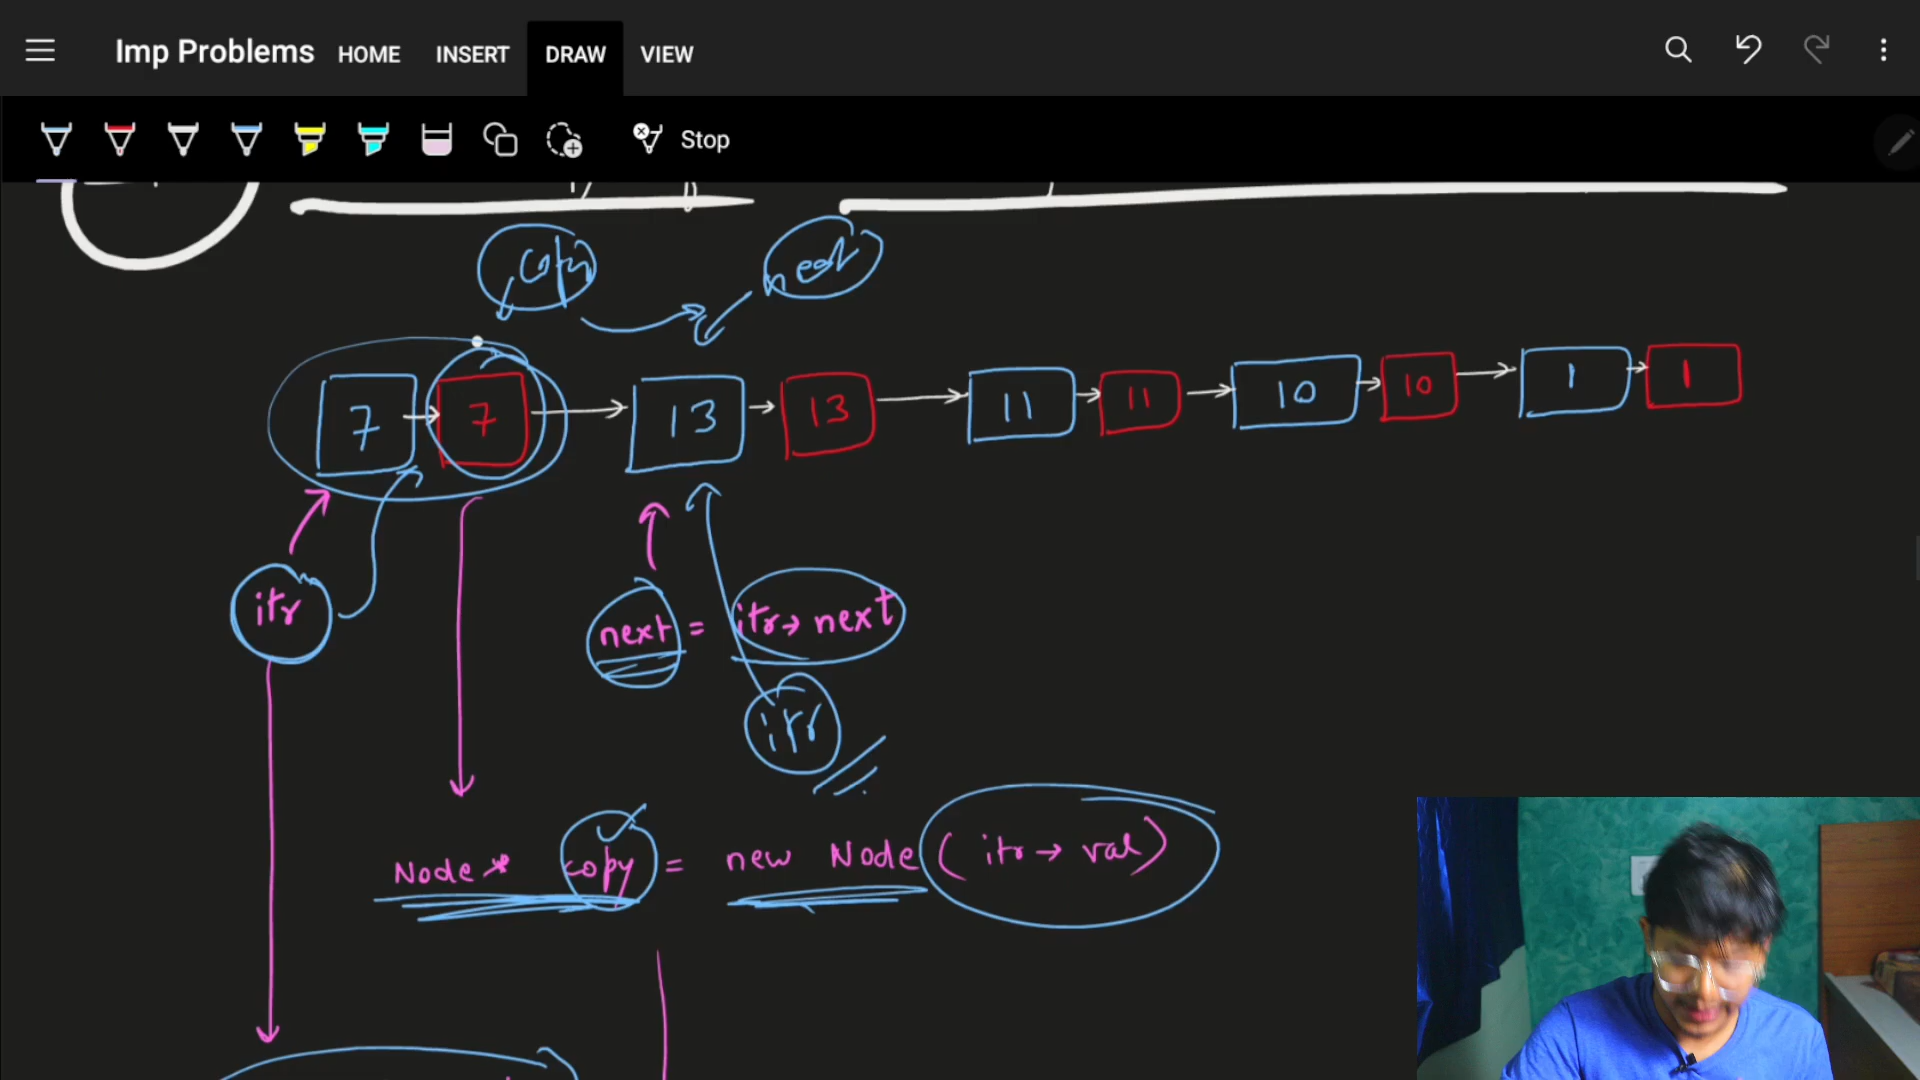 Imp Problems HOME INSERT DRAW VIEW
Stop
copy next
7 7 13 13 11 11 10 10 1 1
itr
next = itr→ next
itr
Node* copy = new Node ( itr → val )